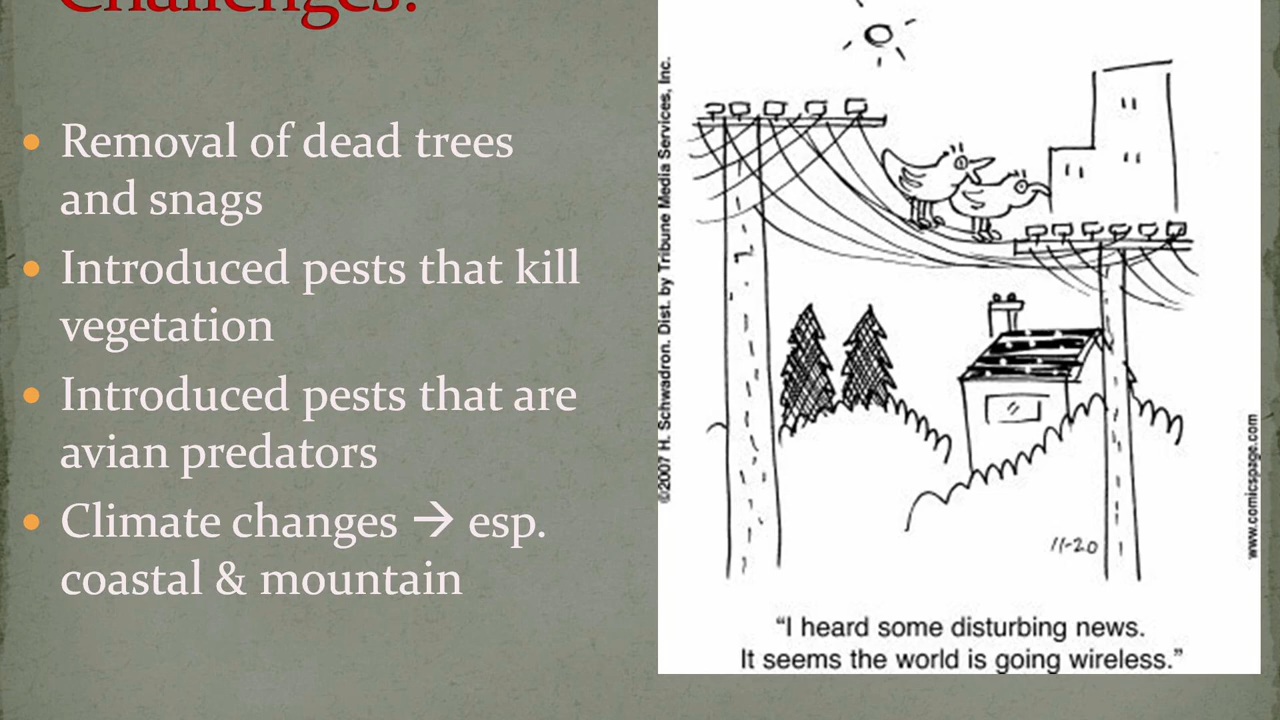 Challenges:
Removal of dead trees
and snags
Introduced pests that kill
vegetation
Introduced pests that are
avian predators
Climate changes → esp.
coastal & mountain
©2007 H. Schwadron. Dist. by Tribune Media Services, Inc.
www.comicspage.com
11-20
“I heard some disturbing news.
It seems the world is going wireless.”